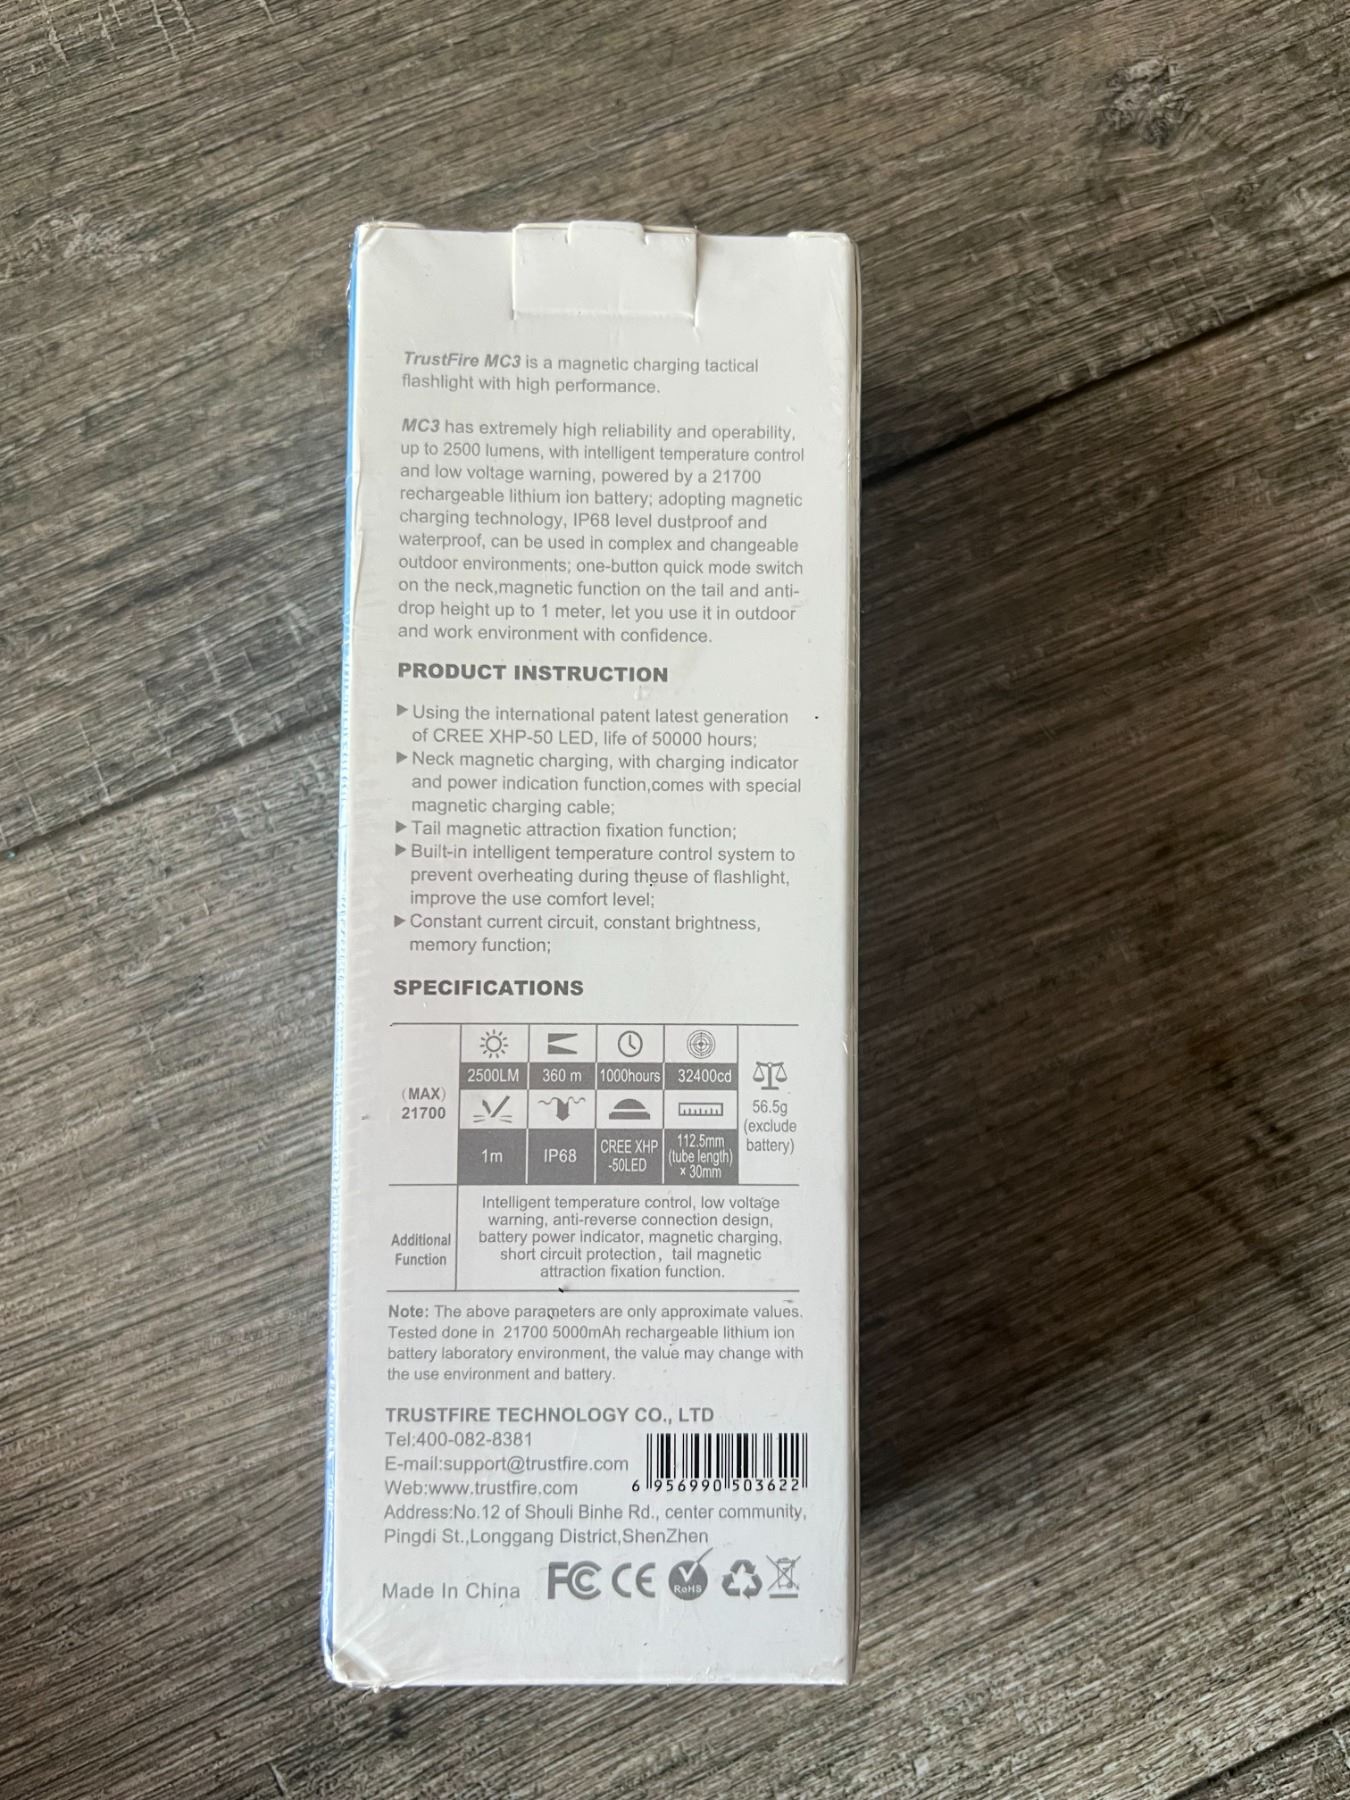 TrustFire MC3 is a magnetic charging tactical
flashlight with high performance.
MC3 has extremely high reliability and operability,
up to 2500 lumens, with intelligent temperature control
and low voltage warning, powered by a 21700
rechargeable lithium ion battery; adopting magnetic
charging technology, IP68 level dustproof and
waterproof, can be used in complex and changeable
outdoor environments; one-button quick mode switch
on the neck,magnetic function on the tail and anti-
drop height up to 1 meter, let you use it in outdoor
and work environment with confidence.
PRODUCT INSTRUCTION
▶ Using the international patent latest generation
of CREE XHP-50 LED, life of 50000 hours;
▶ Neck magnetic charging, with charging indicator
and power indication function,comes with special
magnetic charging cable;
▶ Tail magnetic attraction fixation function;
▶ Built-in intelligent temperature control system to
prevent overheating during theuse of flashlight,
improve the use comfort level;
▶ Constant current circuit, constant brightness,
memory function;
SPECIFICATIONS
(MAX)
21700
2500LM 360 m 1000hours 32400cd
1m IP68 CREE XHP
-50LED
112.5mm
(tube length)
× 30mm
56.5g
(exclude
battery)
Additional
Function
Intelligent temperature control, low voltage
warning, anti-reverse connection design,
battery power indicator, magnetic charging,
short circuit protection, tail magnetic
attraction fixation function.
Note: The above parameters are only approximate values.
Tested done in 21700 5000mAh rechargeable lithium ion
battery laboratory environment, the value may change with
the use environment and battery.
TRUSTFIRE TECHNOLOGY CO., LTD
Tel:400-082-8381
E-mail:support@trustfire.com
Web:www.trustfire.com
6 956990 503622
Address:No.12 of Shouli Binhe Rd., center community,
Pingdi St.,Longgang District,ShenZhen
Made In China FC CE RoHS